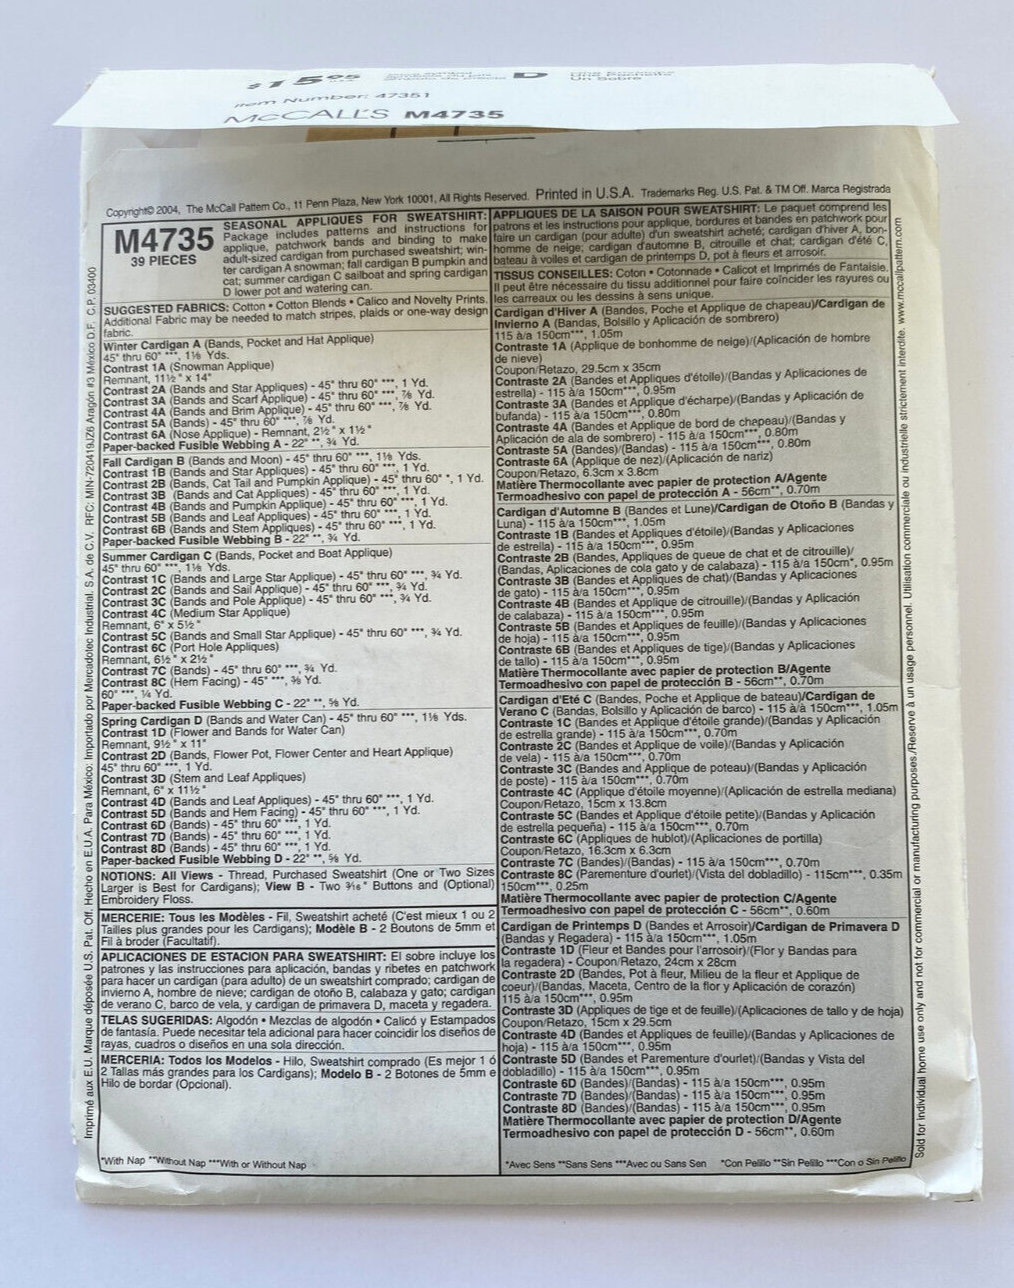 $15.95
D
Un Sobre
Item Number: 47351
McCALL'S M4735
Copyright© 2004, The McCall Pattern Co., 11 Penn Plaza, New York 10001, All Rights Reserved. Printed in U.S.A. Trademarks Reg. U.S. Pat. & TM Off. Marca Registrada
M4735
39 PIECES
SEASONAL APPLIQUES FOR SWEATSHIRT:
Package includes patterns and instructions for
applique, patchwork bands and binding to make
adult-sized cardigan from purchased sweatshirt; win-
ter cardigan A snowman; fall cardigan B pumpkin and
cat; summer cardigan C sailboat and spring cardigan
D lower pot and watering can.
SUGGESTED FABRICS: Cotton • Cotton Blends • Calico and Novelty Prints.
Additional Fabric may be needed to match stripes, plaids or one-way design
fabric.
Winter Cardigan A (Bands, Pocket and Hat Applique)
45" thru 60" ***, 1⅛ Yds.
Contrast 1A (Snowman Applique)
Remnant, 11½" x 14"
Contrast 2A (Bands and Star Appliques) - 45" thru 60" ***, 1 Yd.
Contrast 3A (Bands and Scarf Applique) - 45" thru 60" ***, ⅞ Yd.
Contrast 4A (Bands and Brim Applique) - 45" thru 60" ***, ⅞ Yd.
Contrast 5A (Bands) - 45" thru 60" ***, ⅞ Yd.
Contrast 6A (Nose Applique) - Remnant, 2½" x 1½"
Paper-backed Fusible Webbing A - 22" **, ¾ Yd.
Fall Cardigan B (Bands and Moon) - 45" thru 60" ***, 1⅛ Yds.
Contrast 1B (Bands and Star Appliques) - 45" thru 60" ***, 1 Yd.
Contrast 2B (Bands, Cat Tail and Pumpkin Applique) - 45" thru 60" *, 1 Yd.
Contrast 3B (Bands and Cat Appliques) - 45" thru 60" ***, 1 Yd.
Contrast 4B (Bands and Pumpkin Applique) - 45" thru 60" ***, 1 Yd.
Contrast 5B (Bands and Leaf Appliques) - 45" thru 60" ***, 1 Yd.
Contrast 6B (Bands and Stem Appliques) - 45" thru 60" ***, 1 Yd.
Paper-backed Fusible Webbing B - 22" **, ¾ Yd.
Summer Cardigan C (Bands, Pocket and Boat Applique)
45" thru 60" ***, 1⅛ Yds.
Contrast 1C (Bands and Large Star Applique) - 45" thru 60" ***, ¾ Yd.
Contrast 2C (Bands and Sail Applique) - 45" thru 60" ***, ¾ Yd.
Contrast 3C (Bands and Pole Applique) - 45" thru 60" ***, ¾ Yd.
Contrast 4C (Medium Star Applique)
Remnant, 6" x 5½"
Contrast 5C (Bands and Small Star Applique) - 45" thru 60" ***, ¾ Yd.
Contrast 6C (Port Hole Appliques)
Remnant, 6½" x 2½"
Contrast 7C (Bands) - 45" thru 60" ***, ¾ Yd.
Contrast 8C (Hem Facing) - 45" ***, ⅜ Yd.
60" ***, ¼ Yd.
Paper-backed Fusible Webbing C - 22" **, ⅝ Yd.
Spring Cardigan D (Bands and Water Can) - 45" thru 60" ***, 1⅛ Yds.
Contrast 1D (Flower and Bands for Water Can)
Remnant, 9½" x 11"
Contrast 2D (Bands, Flower Pot, Flower Center and Heart Applique)
45" thru 60" ***, 1 Yd.
Contrast 3D (Stem and Leaf Appliques)
Remnant, 6" x 11½"
Contrast 4D (Bands and Leaf Appliques) - 45" thru 60" ***, 1 Yd.
Contrast 5D (Bands and Hem Facing) - 45" thru 60" ***, 1 Yd.
Contrast 6D (Bands) - 45" thru 60" ***, 1 Yd.
Contrast 7D (Bands) - 45" thru 60" ***, 1 Yd.
Contrast 8D (Bands) - 45" thru 60" ***, 1 Yd.
Paper-backed Fusible Webbing D - 22" **, ⅝ Yd.
NOTIONS: All Views - Thread, Purchased Sweatshirt (One or Two Sizes
Larger is Best for Cardigans); View B - Two 3/16" Buttons and (Optional)
Embroidery Floss.
MERCERIE: Tous les Modèles - Fil, Sweatshirt acheté (C'est mieux 1 ou 2
Tailles plus grandes pour les Cardigans); Modèle B - 2 Boutons de 5mm et
Fil à broder (Facultatif).
APLICACIONES DE ESTACION PARA SWEATSHIRT: El sobre incluye los
patrones y las instrucciones para aplicación, bandas y ribetes en patchwork
para hacer un cardigan (para adulto) de un sweatshirt comprado; cardigan de
invierno A, hombre de nieve; cardigan de otoño B, calabaza y gato; cardigan
de verano C, barco de vela, y cardigan de primavera D, maceta y regadera.
TELAS SUGERIDAS: Algodón • Mezclas de algodón • Calicó y Estampados
de fantasía. Puede necesitar tela adicional para hacer coincidir los diseños de
rayas, cuadros o diseños en una sola dirección.
MERCERIA: Todos los Modelos - Hilo, Sweatshirt comprado (Es mejor 1 ó
2 Tallas más grandes para los Cardigans); Modelo B - 2 Botones de 5mm e
Hilo de bordar (Opcional).
*With Nap **Without Nap ***With or Without Nap
APPLIQUES DE LA SAISON POUR SWEATSHIRT: Le paquet comprend les
patrons et les instructions pour applique, bordures et bandes en patchwork pour
faire un cardigan (pour adulte) d'un sweatshirt acheté; cardigan d'hiver A, bon-
homme de neige; cardigan d'automne B, citrouille et chat; cardigan d'été C,
bateau à voiles et cardigan de printemps D, pot à fleurs et arrosoir.
TISSUS CONSEILLES: Coton • Cotonnade • Calicot et Imprimés de Fantaisie.
Il peut être nécessaire du tissu additionnel pour faire coïncider les rayures ou
les carreaux ou les dessins à sens unique.
Cardigan d'Hiver A (Bandes, Poche et Applique de chapeau)/Cardigan de
Invierno A (Bandas, Bolsillo y Aplicación de sombrero)
115 à/a 150cm***, 1.05m
Contraste 1A (Applique de bonhomme de neige)/(Aplicación de hombre
de nieve)
Coupon/Retazo, 29.5cm x 35cm
Contraste 2A (Bandes et Appliques d'étoile)/(Bandas y Aplicaciones de
estrella) - 115 à/a 150cm***, 0.95m
Contraste 3A (Bandes et Applique d'écharpe)/(Bandas y Aplicación de
bufanda) - 115 à/a 150cm***, 0.80m
Contraste 4A (Bandes et Applique de bord de chapeau)/(Bandas y
Aplicación de ala de sombrero) - 115 à/a 150cm***, 0.80m
Contraste 5A (Bandes)/(Bandas) - 115 à/a 150cm***, 0.80m
Contraste 6A (Applique de nez)/(Aplicación de nariz)
Coupon/Retazo, 6.3cm x 3.8cm
Matière Thermocollante avec papier de protection A/Agente
Termoadhesivo con papel de protección A - 56cm**, 0.70m
Cardigan d'Automne B (Bandes et Lune)/Cardigan de Otoño B (Bandas y
Luna) - 115 à/a 150cm***, 1.05m
Contraste 1B (Bandes et Appliques d'étoile)/(Bandas y Aplicaciones
de estrella) - 115 à/a 150cm***, 0.95m
Contraste 2B (Bandes, Appliques de queue de chat et de citrouille)/
(Bandas, Aplicaciones de cola gato y de calabaza) - 115 à/a 150cm*, 0.95m
Contraste 3B (Bandes et Appliques de chat)/(Bandas y Aplicaciones
de gato) - 115 à/a 150cm***, 0.95m
Contraste 4B (Bandes et Applique de citrouille)/(Bandas y Aplicación
de calabaza) - 115 à/a 150cm***, 0.95m
Contraste 5B (Bandes et Appliques de feuille)/(Bandas y Aplicaciones
de hoja) - 115 à/a 150cm***, 0.95m
Contraste 6B (Bandes et Appliques de tige)/(Bandas y Aplicaciones
de tallo) - 115 à/a 150cm***, 0.95m
Matière Thermocollante avec papier de protection B/Agente
Termoadhesivo con papel de protección B - 56cm**, 0.70m
Cardigan d'Eté C (Bandes, Poche et Applique de bateau)/Cardigan de
Verano C (Bandas, Bolsillo y Aplicación de barco) - 115 à/a 150cm***, 1.05m
Contraste 1C (Bandes et Applique d'étoile grande)/(Bandas y Aplicación
de estrella grande) - 115 à/a 150cm***, 0.70m
Contraste 2C (Bandes et Applique de voile)/(Bandas y Aplicación
de vela) - 115 à/a 150cm***, 0.70m
Contraste 3C (Bandes and Applique de poteau)/(Bandas y Aplicación
de poste) - 115 à/a 150cm***, 0.70m
Contraste 4C (Applique d'étoile moyenne)/(Aplicación de estrella mediana)
Coupon/Retazo, 15cm x 13.8cm
Contraste 5C (Bandes et Applique d'étoile petite)/(Bandas y Aplicación
de estrella pequeña) - 115 à/a 150cm***, 0.70m
Contraste 6C (Appliques de hublot)/(Aplicaciones de portilla)
Coupon/Retazo, 16.3cm x 6.3cm
Contraste 7C (Bandes)/(Bandas) - 115 à/a 150cm***, 0.70m
Contraste 8C (Parementure d'ourlet)/(Vista del dobladillo) - 115cm***, 0.35m
150cm***, 0.25m
Matière Thermocollante avec papier de protection C/Agente
Termoadhesivo con papel de protección C - 56cm**, 0.60m
Cardigan de Printemps D (Bandes et Arrosoir)/Cardigan de Primavera D
(Bandas y Regadera) - 115 à/a 150cm***, 1.05m
Contraste 1D (Fleur et Bandes pour l'arrosoir)/(Flor y Bandas para
la regadera) - Coupon/Retazo, 24cm x 28cm
Contraste 2D (Bandes, Pot à fleur, Milieu de la fleur et Applique de
coeur)/(Bandas, Maceta, Centro de la flor y Aplicación de corazón)
115 à/a 150cm***, 0.95m
Contraste 3D (Appliques de tige et de feuille)/(Aplicaciones de tallo y de hoja)
Coupon/Retazo, 15cm x 29.5cm
Contraste 4D (Bandes et Appliques de feuille)/(Bandas y Aplicaciones de
hoja) - 115 à/a 150cm***, 0.95m
Contraste 5D (Bandes et Parementure d'ourlet)/(Bandas y Vista del
dobladillo) - 115 à/a 150cm***, 0.95m
Contraste 6D (Bandes)/(Bandas) - 115 à/a 150cm***, 0.95m
Contraste 7D (Bandes)/(Bandas) - 115 à/a 150cm***, 0.95m
Contraste 8D (Bandes)/(Bandas) - 115 à/a 150cm***, 0.95m
Matière Thermocollante avec papier de protection D/Agente
Termoadhesivo con papel de protección D - 56cm**, 0.60m
*Avec Sens **Sans Sens ***Avec ou Sans Sen *Con Pelillo **Sin Pelillo ***Con o Sin Pelillo
Imprimé aux E.U. Marque déposée U.S. Pat. Off. Hecho en E.U.A. Para México: Importado por Mercadotec Industrial. S.A. de C.V. RFC: MIN-720419UZ6 Aragón #3 México D.F. C.P. 03400
Sold for individual home use only and not for commercial or manufacturing purposes./Reservé à un usage personnel. Utilisation commerciale ou industrielle strictement interdite. www.mccallpattern.com